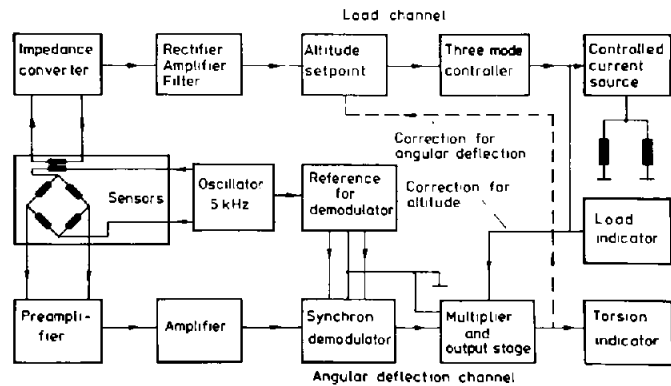 Load channel
Impedance
converter
Rectifier
Amplifier
Filter
Altitude
setpoint
Three mode
controller
Controlled
current
source
Correction for
angular deflection
Sensors
Oscillator
5 kHz
Reference
for
demodulator
Correction for
altitude
Load
indicator
Preampli-
fier
Amplifier
Synchron
demodulator
Multiplier
and
output stage
Torsion
indicator
Angular deflection channel